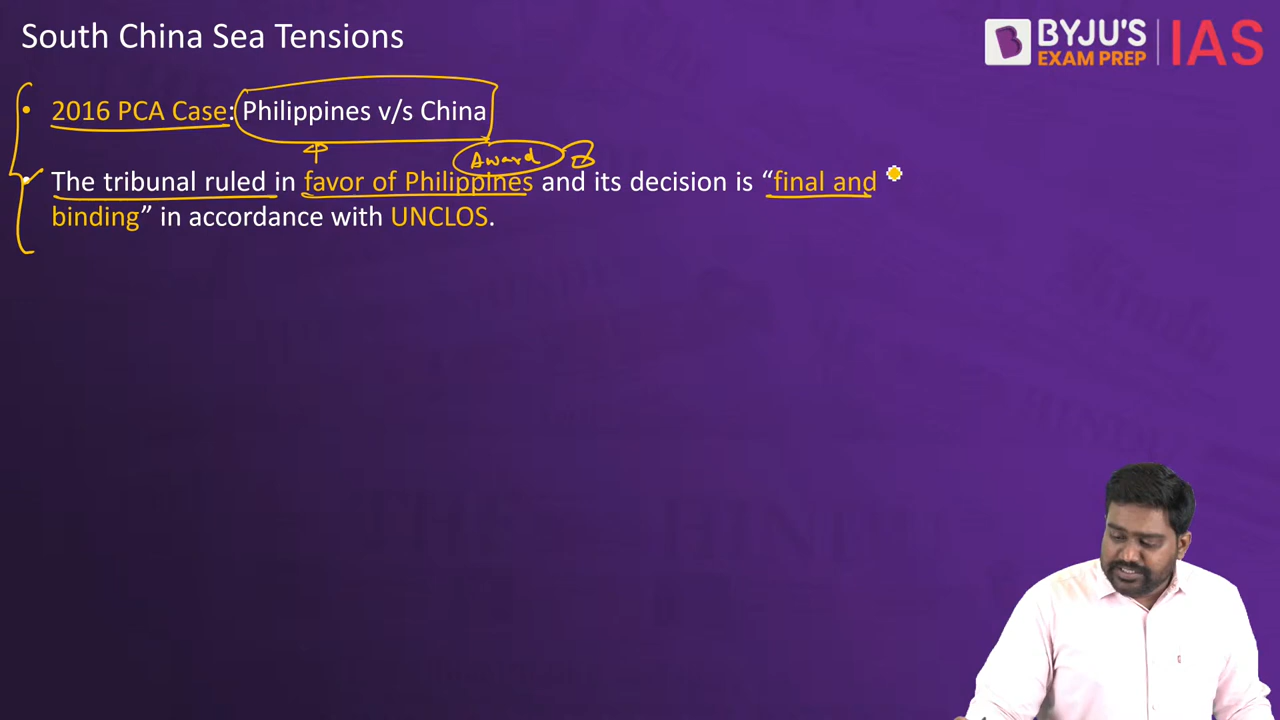 South China Sea Tensions
BYJU'S
EXAM PREP
IAS
• 2016 PCA Case: Philippines v/s China
Award
• The tribunal ruled in favor of Philippines and its decision is “final and
binding” in accordance with UNCLOS.